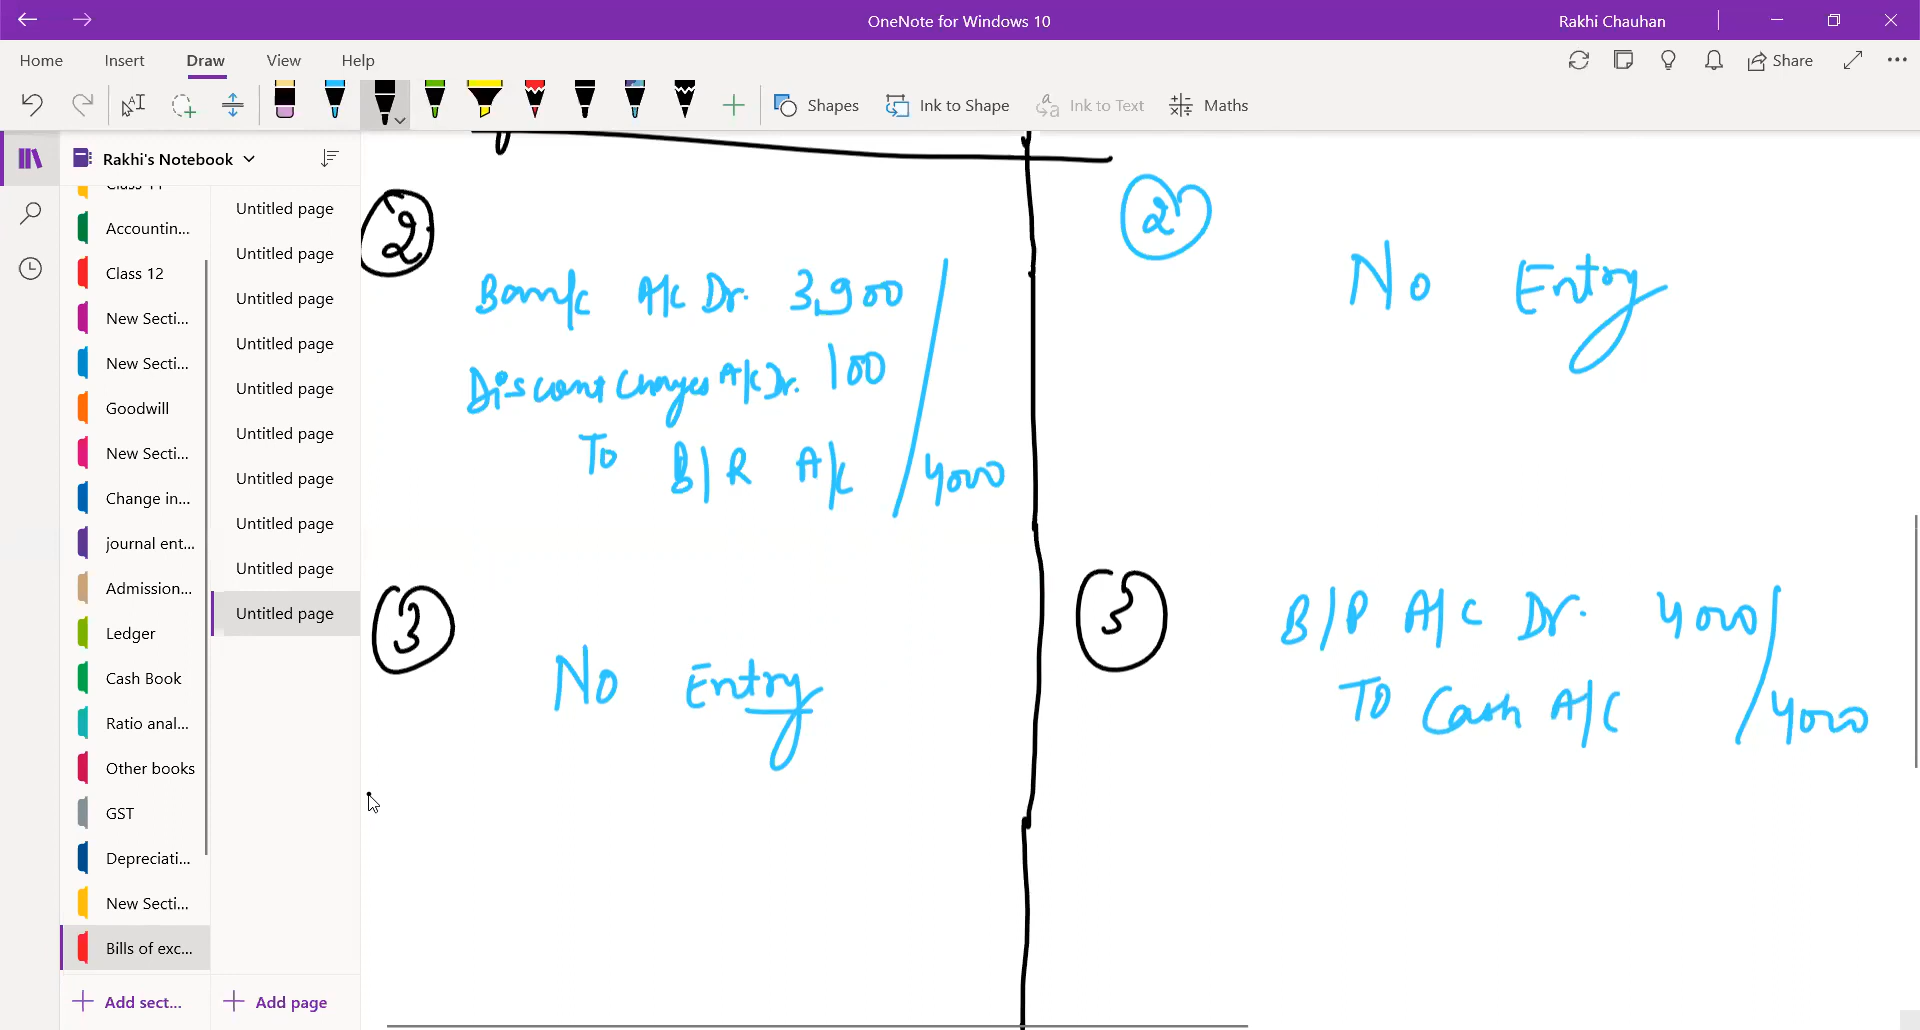 OneNote for Windows 10
Rakhi Chauhan
Home Insert Draw View Help
Share
Shapes Ink to Shape Ink to Text Maths
Rakhi's Notebook
Class 11
Accountin...
Class 12
New Secti...
New Secti...
Goodwill
New Secti...
Change in...
journal ent...
Admission...
Ledger
Cash Book
Ratio anal...
Other books
GST
Depreciati...
New Secti...
Bills of exc...
Add sect...
Untitled page
Untitled page
Untitled page
Untitled page
Untitled page
Untitled page
Untitled page
Untitled page
Untitled page
Untitled page
Add page
2
Bank A/c Dr. 3,900
Discount Charges A/c Dr. 100
To B/R A/c 4000
3
No Entry
2
No Entry
3
B/P A/C Dr. 4000
To Cash A/C 4000